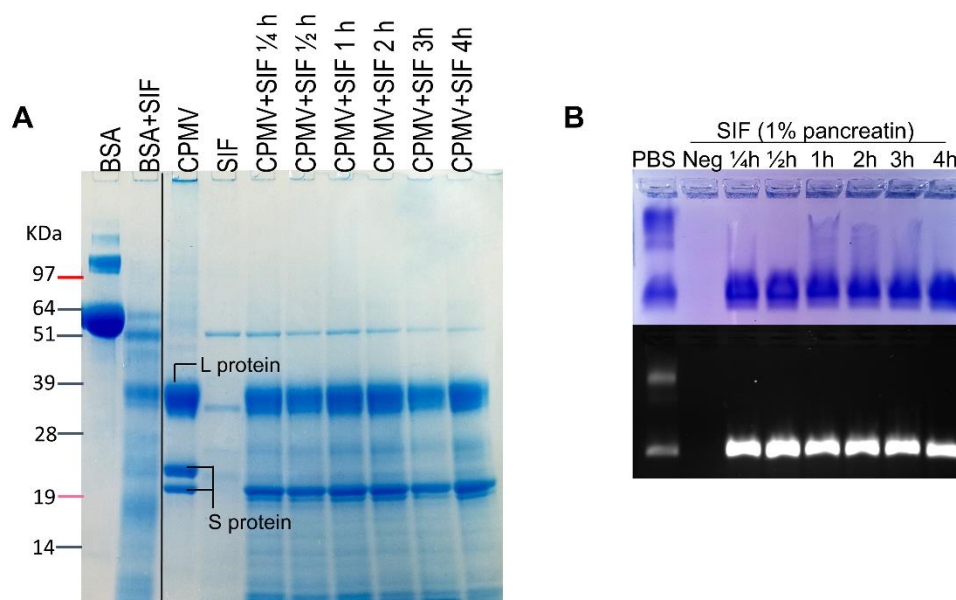 A
BSA
BSA+SIF
CPMV
SIF
CPMV+SIF ¼ h
CPMV+SIF ½ h
CPMV+SIF 1 h
CPMV+SIF 2 h
CPMV+SIF 3h
CPMV+SIF 4h
KDa
97
64
51
39
28
19
14
L protein
S protein
B
SIF (1% pancreatin)
PBS Neg ¼h ½h 1h 2h 3h 4h